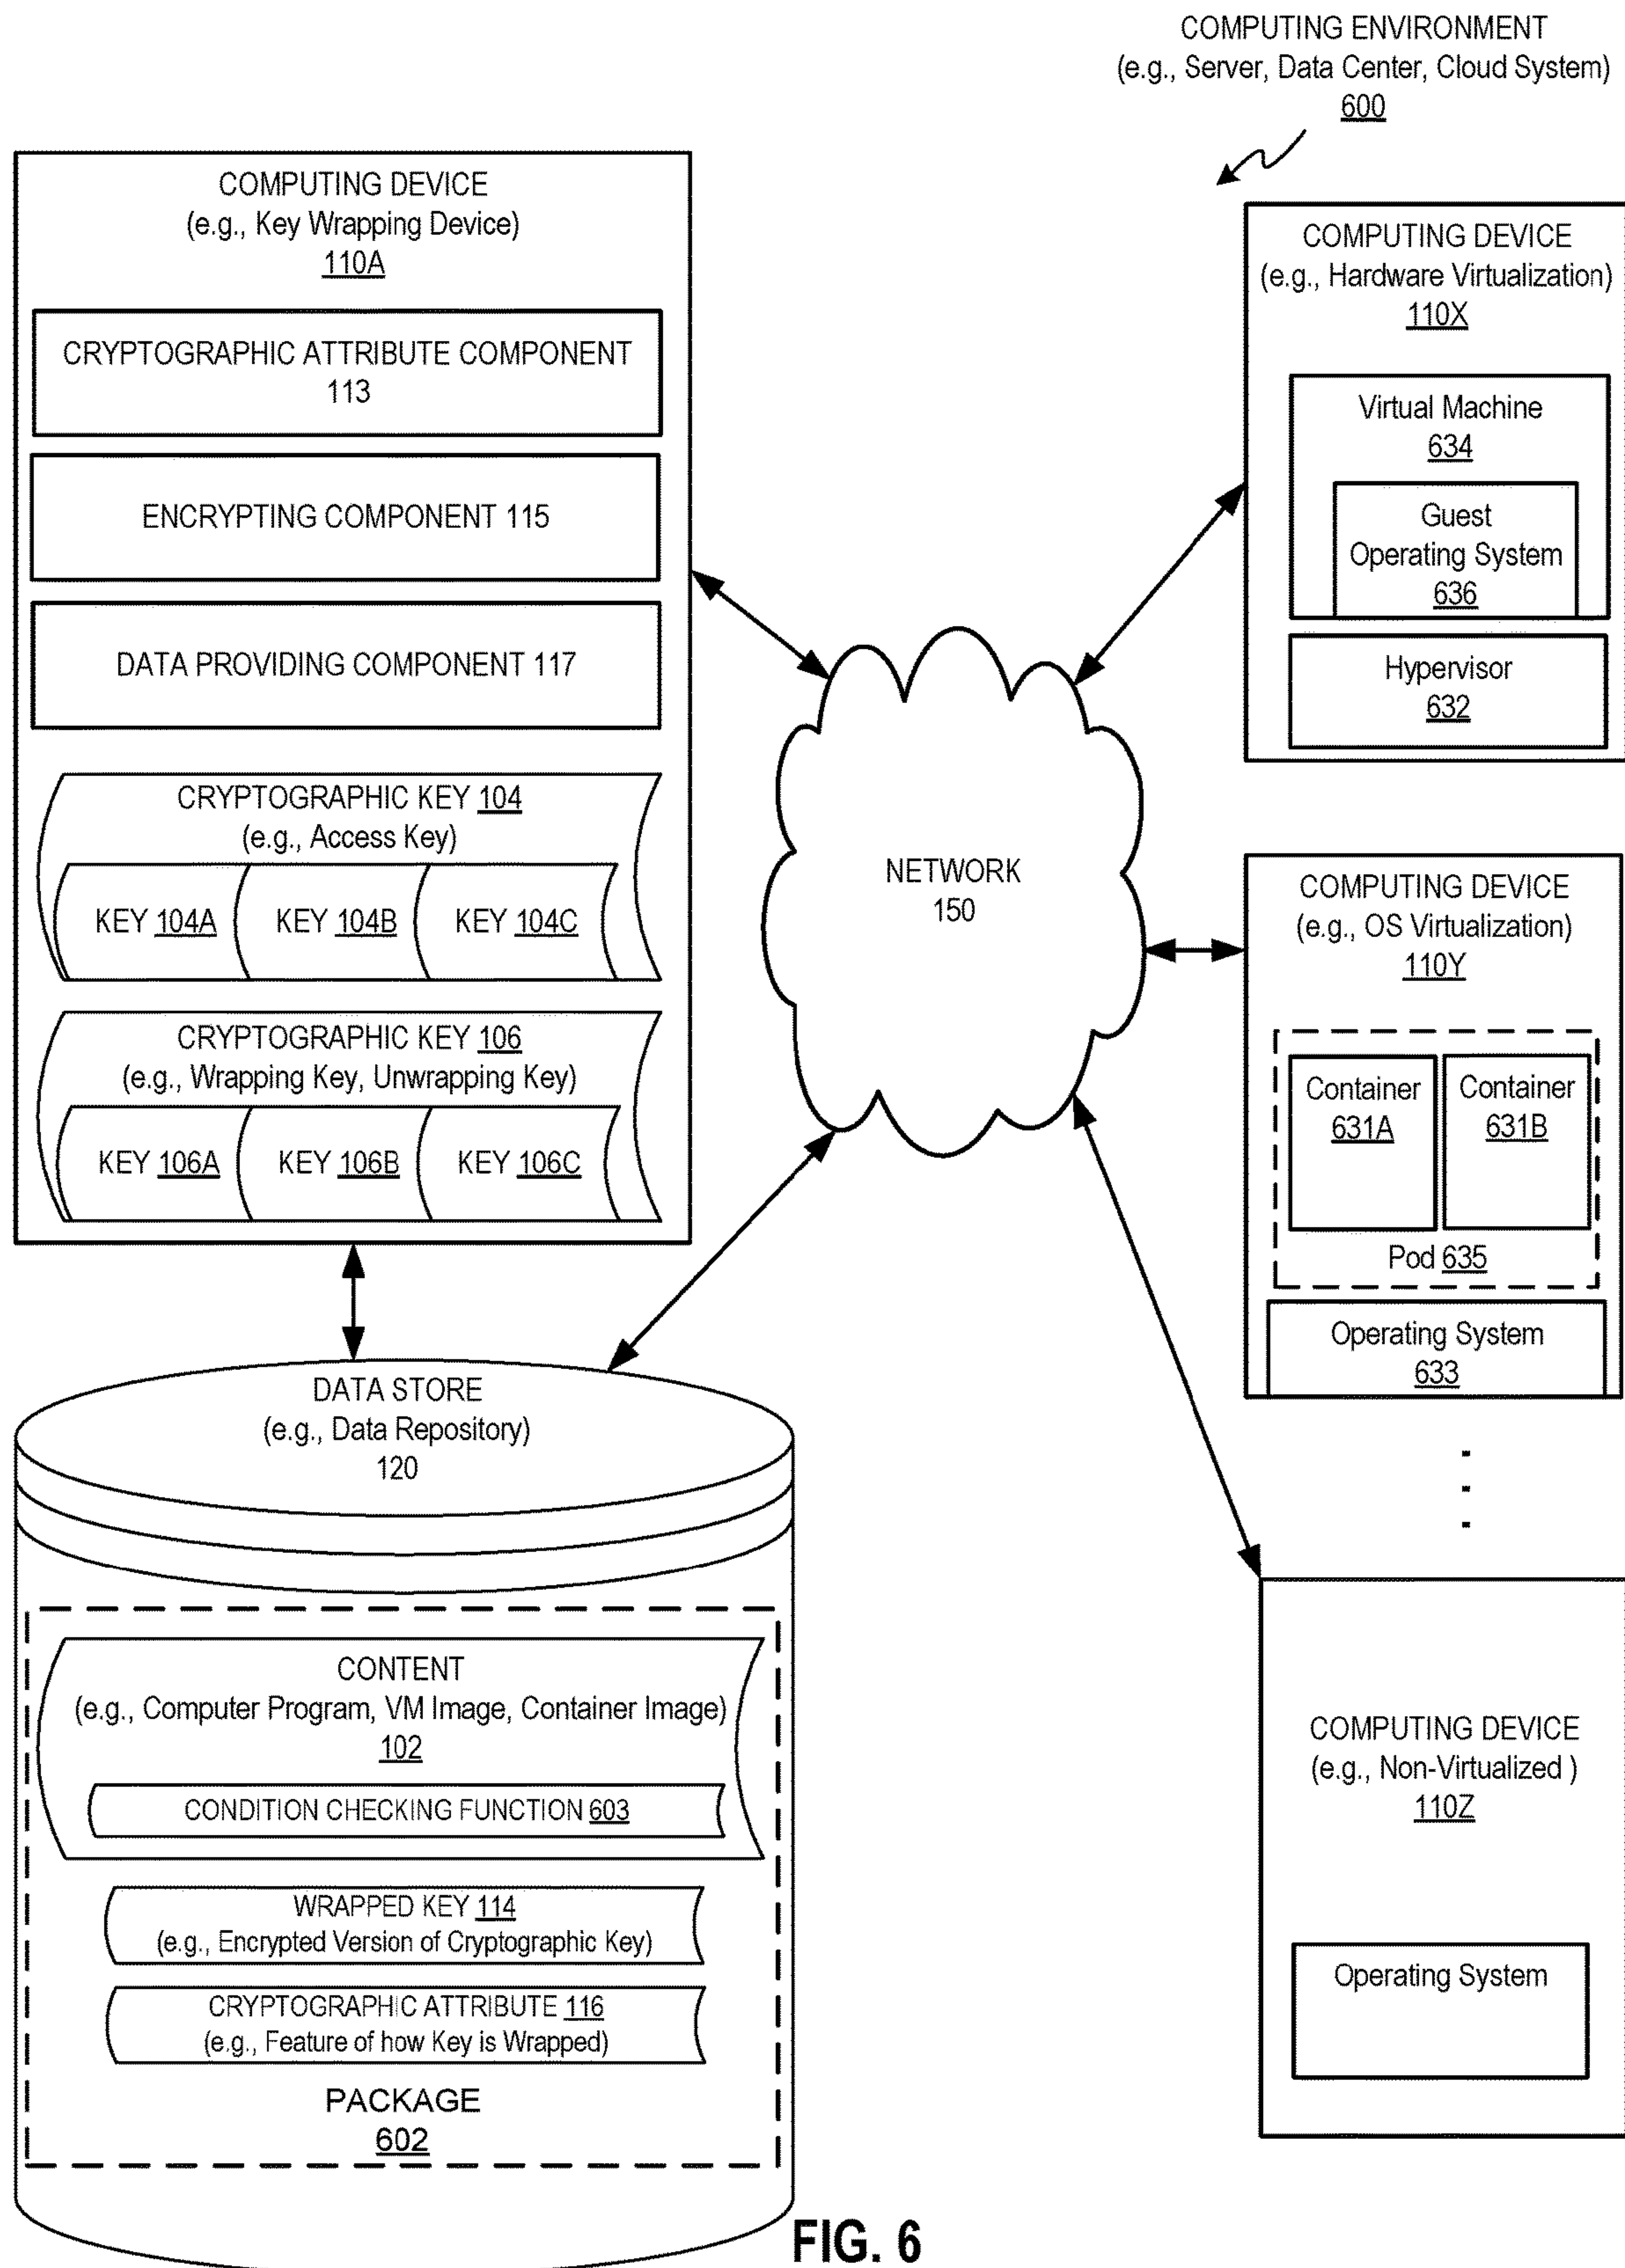 COMPUTING ENVIRONMENT
(e.g., Server, Data Center, Cloud System)
600
COMPUTING DEVICE
(e.g., Key Wrapping Device)
110A
CRYPTOGRAPHIC ATTRIBUTE COMPONENT
113
ENCRYPTING COMPONENT 115
DATA PROVIDING COMPONENT 117
CRYPTOGRAPHIC KEY 104
(e.g., Access Key)
KEY 104A
KEY 104B
KEY 104C
CRYPTOGRAPHIC KEY 106
(e.g., Wrapping Key, Unwrapping Key)
KEY 106A
KEY 106B
KEY 106C
DATA STORE
(e.g., Data Repository)
120
CONTENT
(e.g., Computer Program, VM Image, Container Image)
102
CONDITION CHECKING FUNCTION 603
WRAPPED KEY 114
(e.g., Encrypted Version of Cryptographic Key)
CRYPTOGRAPHIC ATTRIBUTE 116
(e.g., Feature of how Key is Wrapped)
PACKAGE
602
NETWORK
150
COMPUTING DEVICE
(e.g., Hardware Virtualization)
110X
Virtual Machine
634
Guest
Operating System
636
Hypervisor
632
COMPUTING DEVICE
(e.g., OS Virtualization)
110Y
Container
631A
Container
631B
Pod 635
Operating System
633
COMPUTING DEVICE
(e.g., Non-Virtualized )
110Z
Operating System
FIG. 6